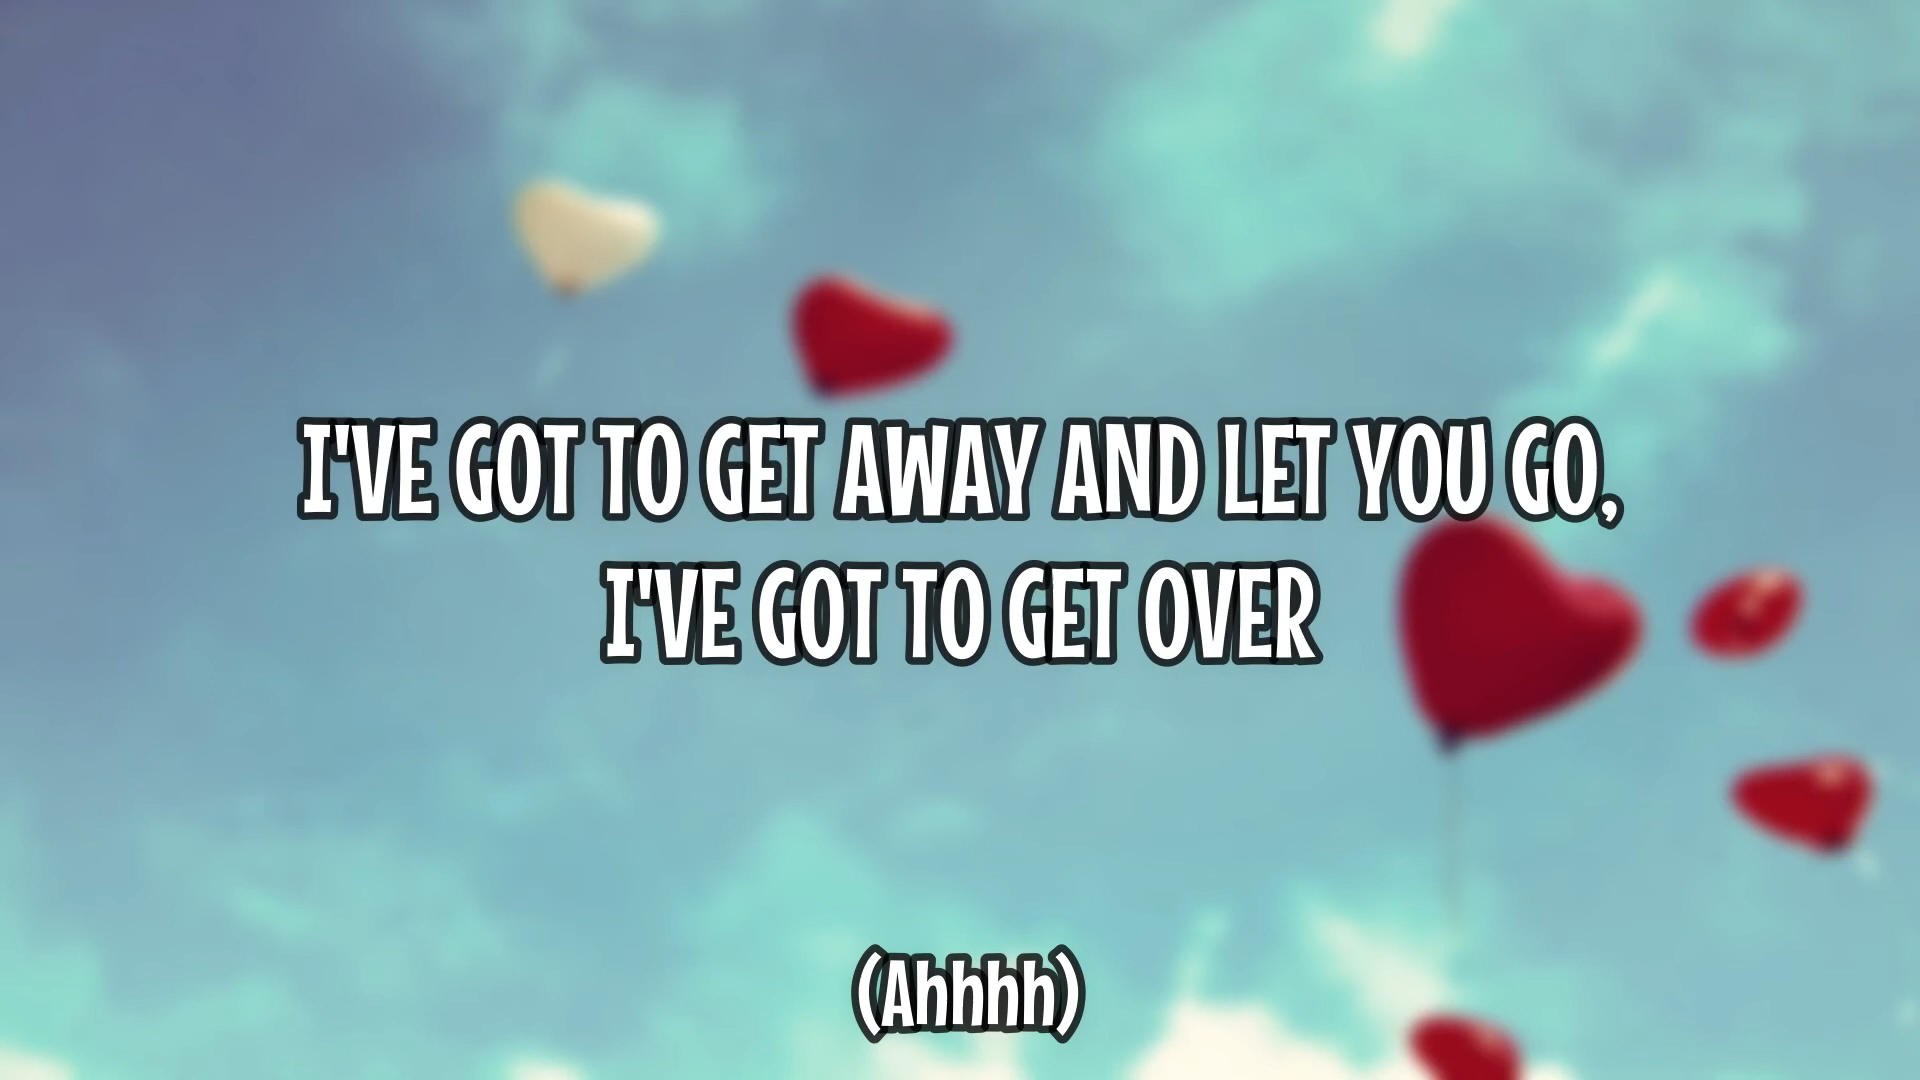 I'VE GOT TO GET AWAY AND LET YOU GO,
I'VE GOT TO GET OVER
(Ahhhh)